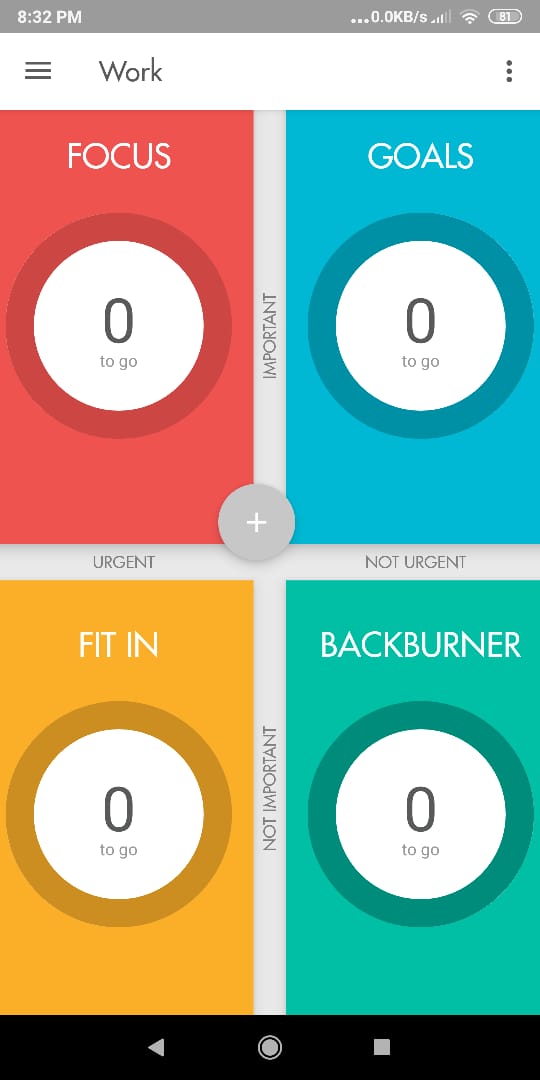 8:32 PM
...0.0KB/s
81
Work
FOCUS
GOALS
0
to go
0
to go
IMPORTANT
+
URGENT
NOT URGENT
FIT IN
BACKBURNER
0
to go
0
to go
NOT IMPORTANT